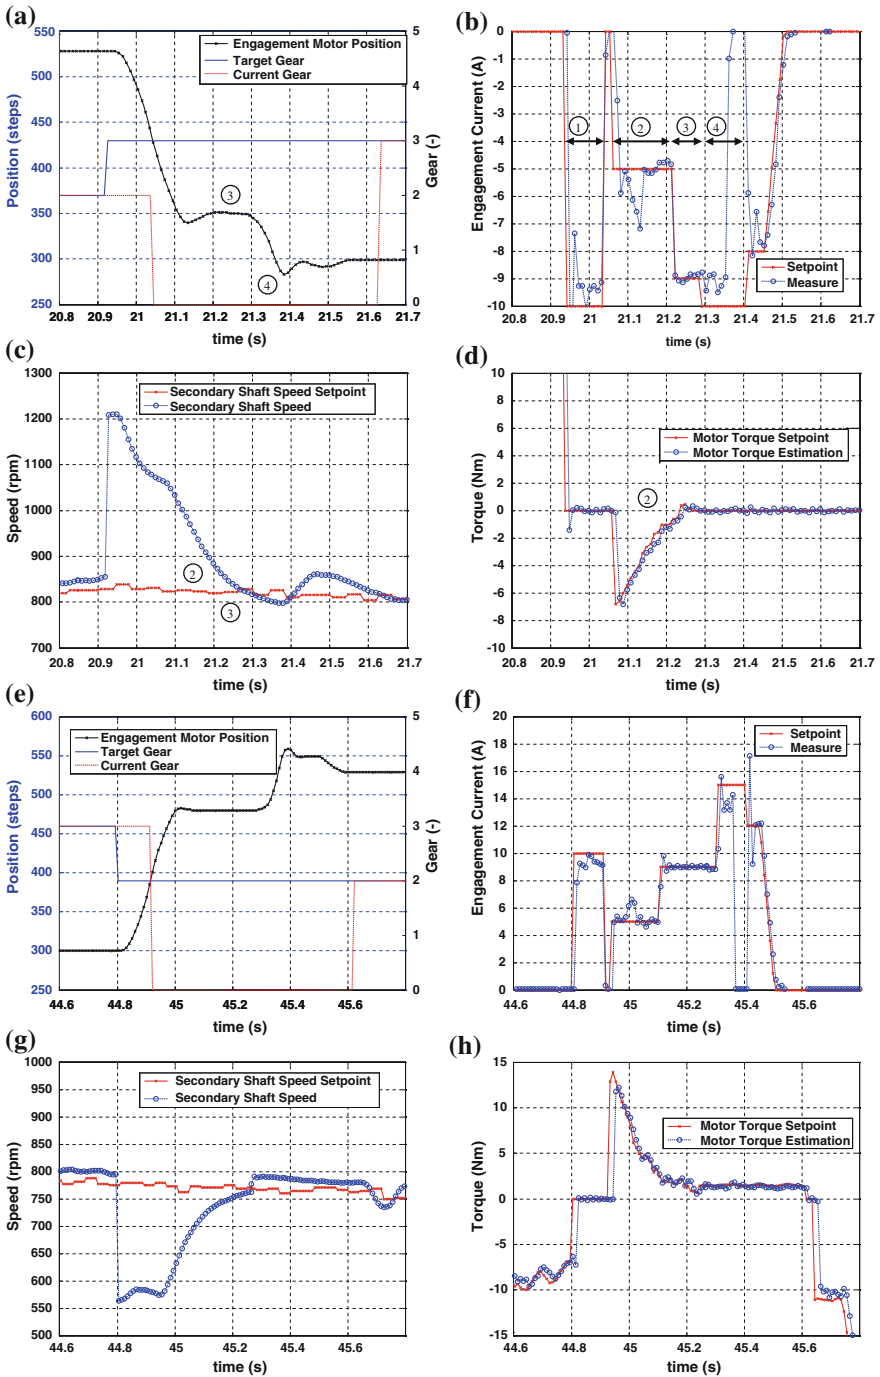 (a)
575
550
500
450
400
350
300
250
Position (steps)
Engagement Motor Position
Target Gear
Current Gear
3
4
5
4
3
2
1
0
Gear (-)
20.8 20.9 21 21.1 21.2 21.3 21.4 21.5 21.6 21.7
time (s)
(b)
0
-1
-2
-3
-4
-5
-6
-7
-8
-9
-10
Engagement Current (A)
1
2
3
4
Setpoint
Measure
20.8 20.9 21 21.1 21.2 21.3 21.4 21.5 21.6 21.7
time (s)
(c)
1300
1200
1100
1000
900
800
700
Speed (rpm)
Secondary Shaft Speed Setpoint
Secondary Shaft Speed
2
3
20.8 20.9 21 21.1 21.2 21.3 21.4 21.5 21.6 21.7
time (s)
(d)
10
8
6
4
2
0
-2
-4
-6
-8
-10
Torque (Nm)
Motor Torque Setpoint
Motor Torque Estimation
2
20.8 20.9 21 21.1 21.2 21.3 21.4 21.5 21.6 21.7
time (s)
(e)
600
550
500
450
400
350
300
250
Position (steps)
Engagement Motor Position
Target Gear
Current Gear
5
4
3
2
1
0
Gear (-)
44.6 44.8 45 45.2 45.4 45.6
time (s)
(f)
20
18
16
14
12
10
8
6
4
2
0
Engagement Current (A)
Setpoint
Measure
44.6 44.8 45 45.2 45.4 45.6
time (s)
(g)
1000
950
900
850
800
750
700
650
600
550
500
Speed (rpm)
Secondary Shaft Speed Setpoint
Secondary Shaft Speed
44.6 44.8 45 45.2 45.4 45.6
time (s)
(h)
15
10
5
0
-5
-10
-15
Torque (Nm)
Motor Torque Setpoint
Motor Torque Estimation
44.6 44.8 45 45.2 45.4 45.6
time (s)